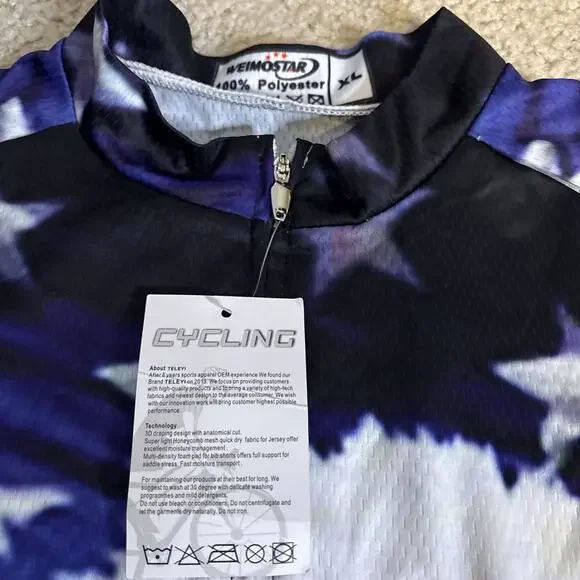 WEIMOSTAR
100% Polyester
XL
CYCLING
About TELEYI
After 8 years sports apparel OEM experience We found our
Brand TELEYI on 2013. We focus on providing customers
with high-quality products and to bring a variety of high-tech
fabrics and newest design to the average collsumer. We wish
with our innovation work will bring customer highest possible
performance.
Technology
3D draping design with anatomical cut.
Super light Honeycomb mesh quick dry fabric for Jersey offer
excellent moisture management .
Multi-density foam pad for bib shorts offers full support for
saddle stress. Fast moisture transport .
For maintaining our products at their best for long. We
suggest to wash at 30 degree with delicate washing
programmes and mild detergents.
Do not use bleach or conditioners. Do not centrifugate and
let the garments dry naturally. Do not tumble dry.